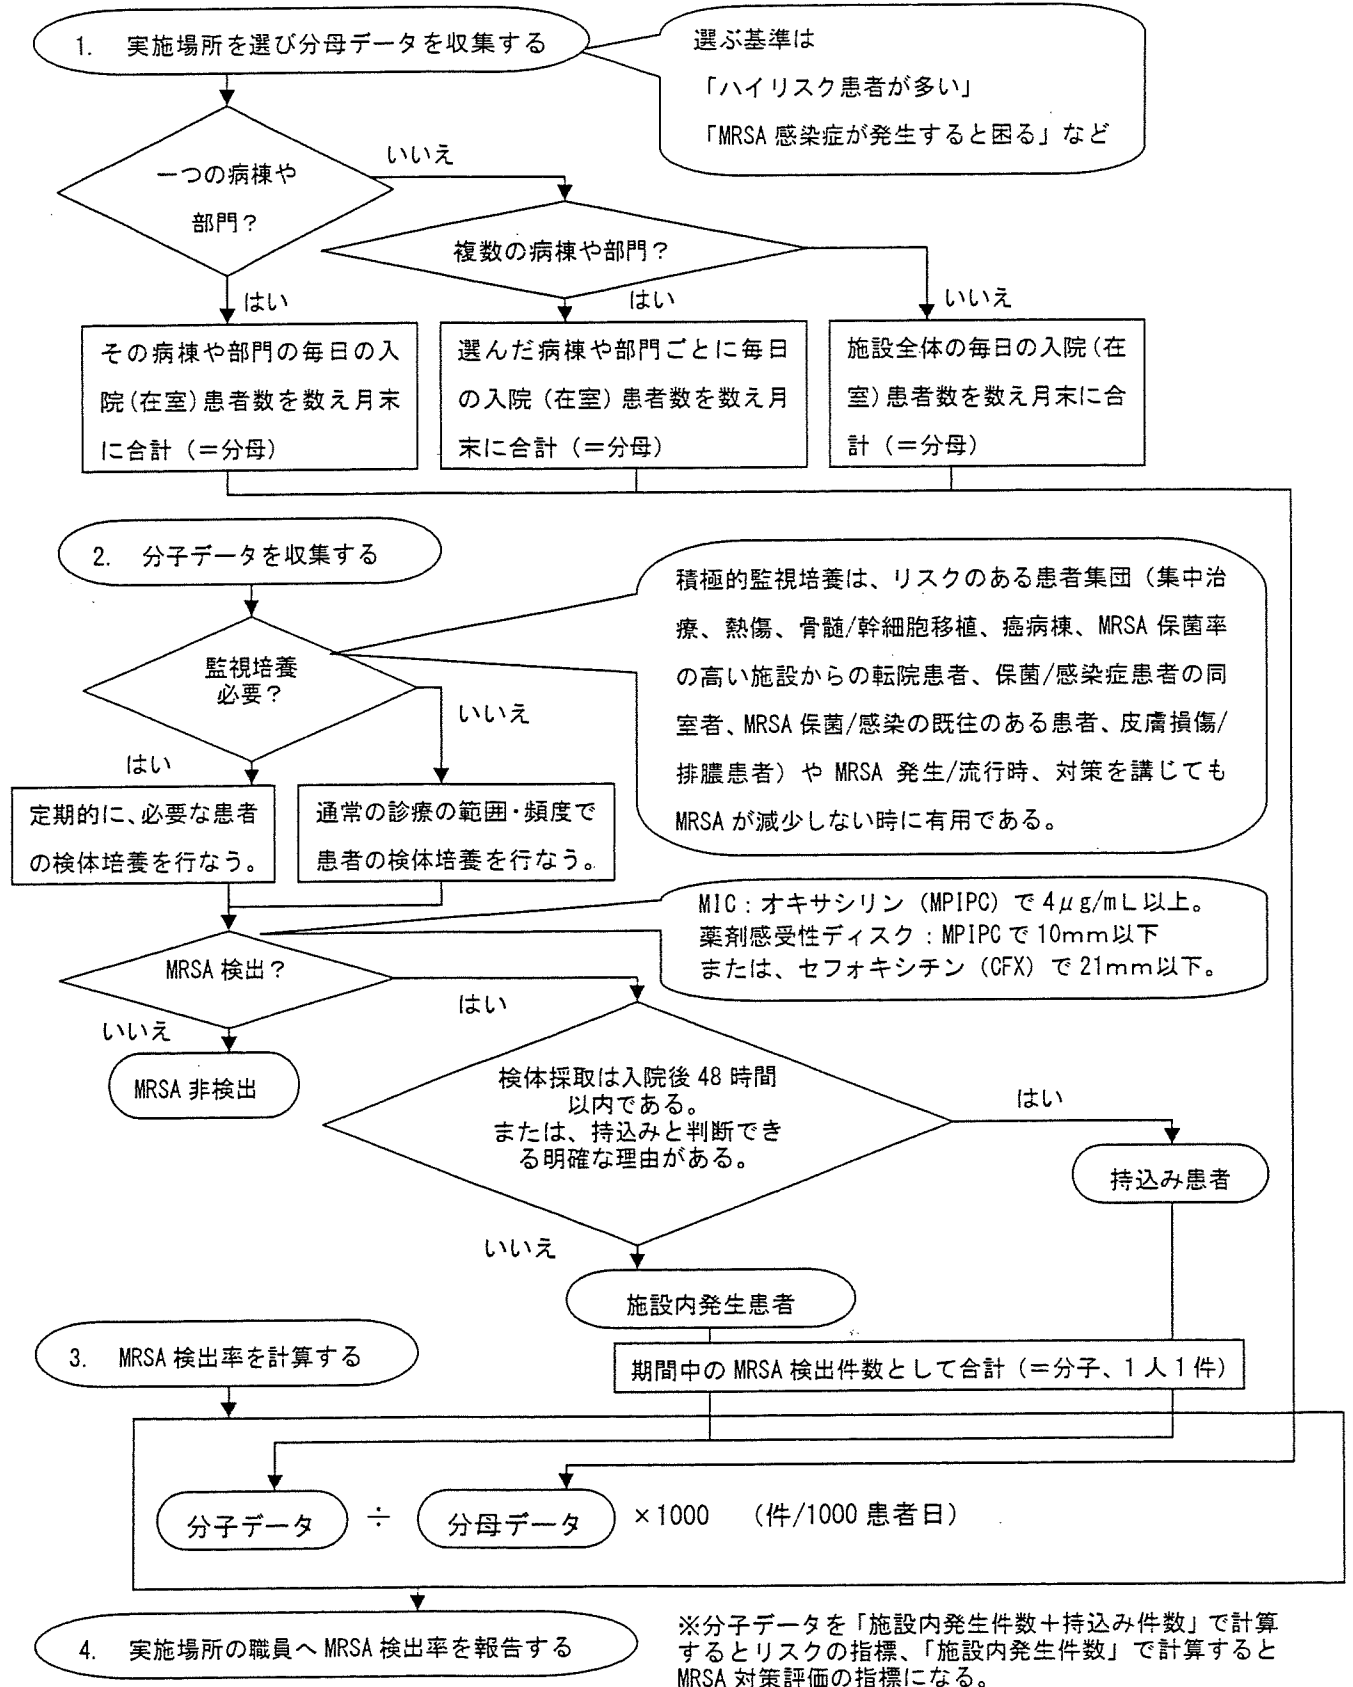 1. 実施場所を選び分母データを収集する
選ぶ基準は
「ハイリスク患者が多い」
「MRSA 感染症が発生すると困る」など
一つの病棟や
部門？
いいえ
複数の病棟や部門？
はい
はい
いいえ
その病棟や部門の毎日の入
院(在室)患者数を数え月末
に合計（＝分母）
選んだ病棟や部門ごとに毎日
の入院（在室）患者数を数え月
末に合計（＝分母）
施設全体の毎日の入院(在
室)患者数を数え月末に合
計（＝分母）
2. 分子データを収集する
積極的監視培養は、リスクのある患者集団（集中治
療、熱傷、骨髄/幹細胞移植、癌病棟、MRSA 保菌率
の高い施設からの転院患者、保菌/感染症患者の同
室者、MRSA 保菌/感染の既往のある患者、皮膚損傷/
排膿患者）や MRSA 発生/流行時、対策を講じても
MRSA が減少しない時に有用である。
監視培養
必要？
いいえ
はい
定期的に、必要な患者
の検体培養を行なう。
通常の診療の範囲・頻度で
患者の検体培養を行なう。
MIC：オキサシリン（MPIPC）で 4μg/mL 以上。
薬剤感受性ディスク：MPIPC で 10mm以下
または、セフォキシチン（CFX）で 21mm以下。
MRSA 検出？
はい
いいえ
MRSA 非検出
検体採取は入院後 48 時間
以内である。
または、持込みと判断でき
る明確な理由がある。
はい
持込み患者
いいえ
施設内発生患者
3. MRSA 検出率を計算する
期間中の MRSA 検出件数として合計（＝分子、1 人 1 件）
分子データ ÷ 分母データ ×1000 （件/1000 患者日）
4. 実施場所の職員へ MRSA 検出率を報告する
※分子データを「施設内発生件数＋持込み件数」で計算
するとリスクの指標、「施設内発生件数」で計算すると
MRSA 対策評価の指標になる。